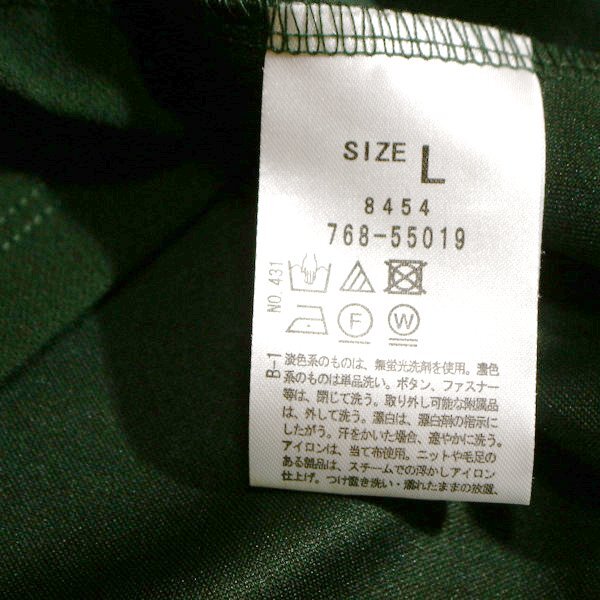 SIZE L
8454
768-55019
NO.431
F W
B-1
淡色系のものは、無蛍光洗剤を使用。濃色
系のものは単品洗い。ボタン、ファスナー
等は、閉じて洗う。取り外し可能な附属品
は、外して洗う。漂白は、漂白剤の指示に
したがう。汗をかいた場合、速やかに洗う。
アイロンは、当て布使用。ニットや毛足の
ある製品は、スチームでの浮かしアイロン
仕上げ。つけ置き洗い・濡れたままの放置、